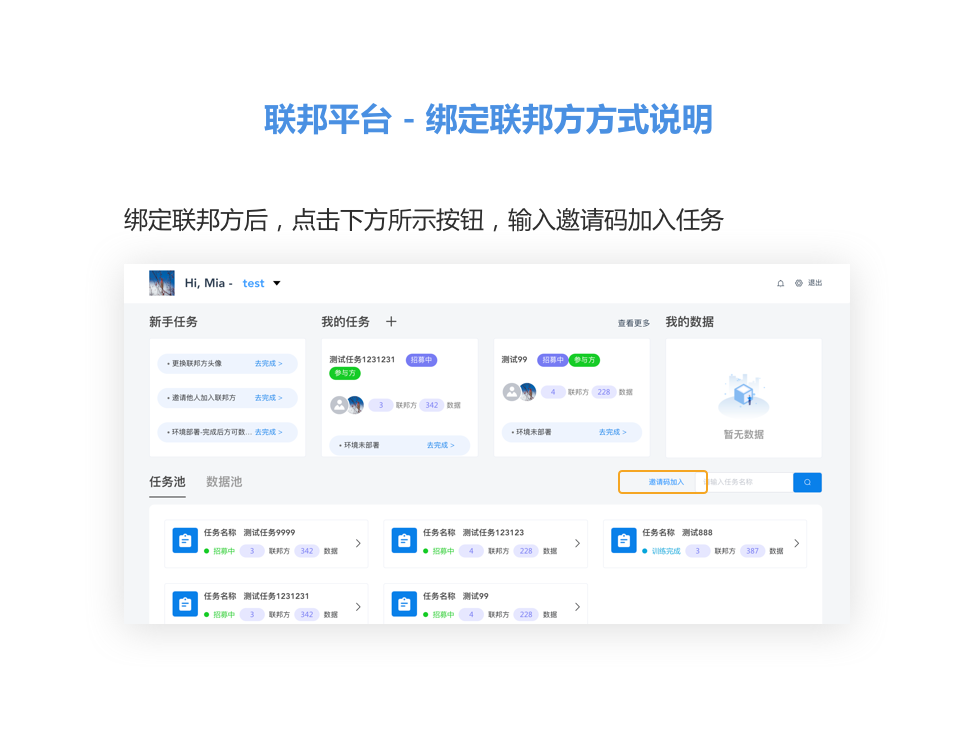 联邦平台 - 绑定联邦方方式说明
绑定联邦方后，点击下方所示按钮，输入邀请码加入任务
Hi, Mia - test
退出
新手任务
• 更换联邦方头像 去完成 >
• 邀请他人加入联邦方 去完成 >
• 环境部署-完成后方可数... 去完成 >
我的任务 +
查看更多
测试任务1231231 招募中
参与方
3 联邦方 342 数据
• 环境未部署 去完成 >
测试99 招募中 参与方
4 联邦方 228 数据
• 环境未部署 去完成 >
我的数据
暂无数据
任务池 数据池
邀请码加入 请输入任务名称
任务名称 测试任务9999
招募中 3 联邦方 342 数据
任务名称 测试任务123123
招募中 4 联邦方 228 数据
任务名称 测试888
训练完成 3 联邦方 387 数据
任务名称 测试任务1231231
招募中 3 联邦方 342 数据
任务名称 测试99
招募中 4 联邦方 228 数据